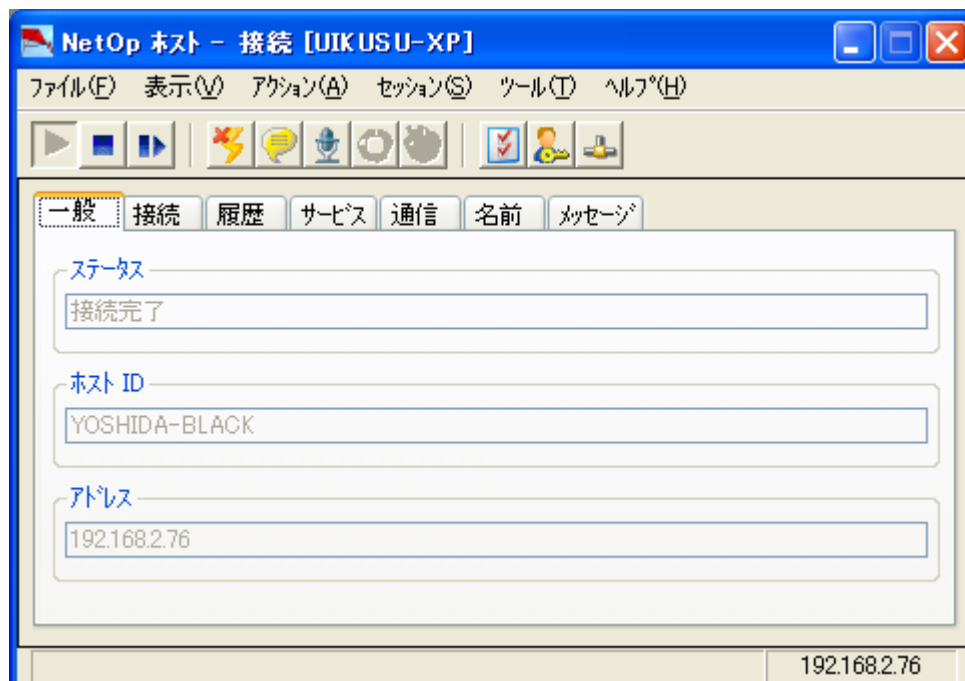 NetOp ホスト - 接続 [UIKUSU-XP]
ファイル(F) 表示(V) アクション(A) セッション(S) ツール(T) ヘルプ(H)
一般 接続 履歴 サービス 通信 名前 メッセージ
ステータス
接続完了
ホスト ID
YOSHIDA-BLACK
アドレス
192.168.2.76
192.168.2.76